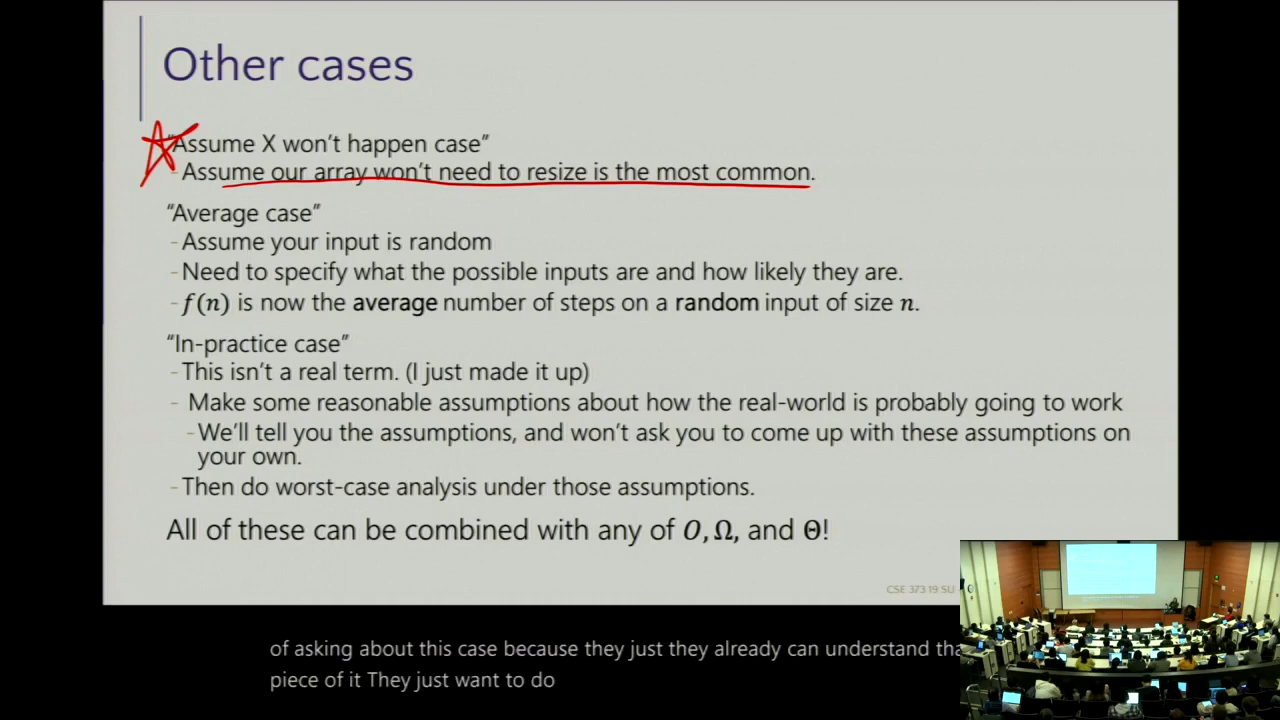 Other cases
“Assume X won’t happen case”
- Assume our array won’t need to resize is the most common.
“Average case”
- Assume your input is random
- Need to specify what the possible inputs are and how likely they are.
- f(n) is now the average number of steps on a random input of size n.
“In-practice case”
- This isn’t a real term. (I just made it up)
- Make some reasonable assumptions about how the real-world is probably going to work
- We’ll tell you the assumptions, and won’t ask you to come up with these assumptions on
your own.
- Then do worst-case analysis under those assumptions.
All of these can be combined with any of O, Ω, and Θ!
CSE 373 19 SU
of asking about this case because they just they already can understand
piece of it They just want to do